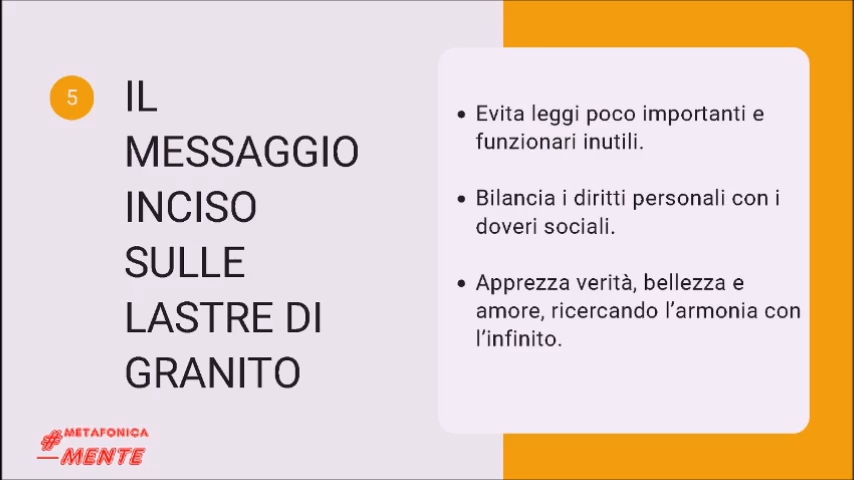 5
IL
MESSAGGIO
INCISO
SULLE
LASTRE DI
GRANITO
• Evita leggi poco importanti e
funzionari inutili.
• Bilancia i diritti personali con i
doveri sociali.
• Apprezza verità, bellezza e
amore, ricercando l'armonia con
l'infinito.
# METAFONICA
MENTE